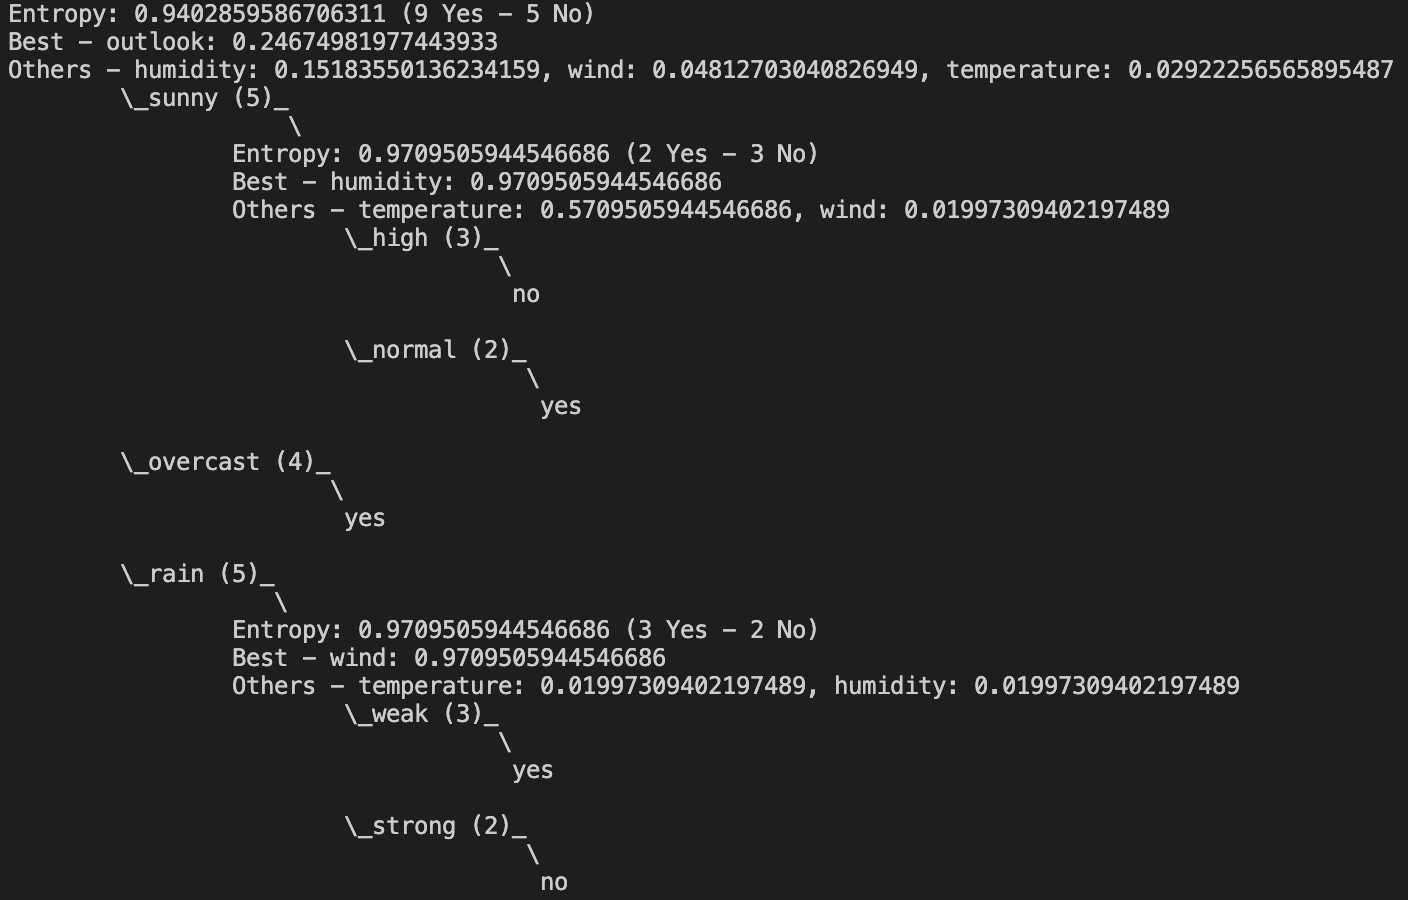 Entropy: 0.9402859586706311 (9 Yes – 5 No)
Best – outlook: 0.24674981977443933
Others – humidity: 0.15183550136234159, wind: 0.04812703040826949, temperature: 0.02922256565895487
        \_sunny (5)_
                    \
                Entropy: 0.9709505944546686 (2 Yes – 3 No)
                Best – humidity: 0.9709505944546686
                Others – temperature: 0.5709505944546686, wind: 0.01997309402197489
                        \_high (3)_
                                   \
                                    no
                        \_normal (2)_
                                     \
                                      yes
        \_overcast (4)_
                       \
                        yes
        \_rain (5)_
                   \
                Entropy: 0.9709505944546686 (3 Yes – 2 No)
                Best – wind: 0.9709505944546686
                Others – temperature: 0.01997309402197489, humidity: 0.01997309402197489
                        \_weak (3)_
                                   \
                                    yes
                        \_strong (2)_
                                     \
                                      no